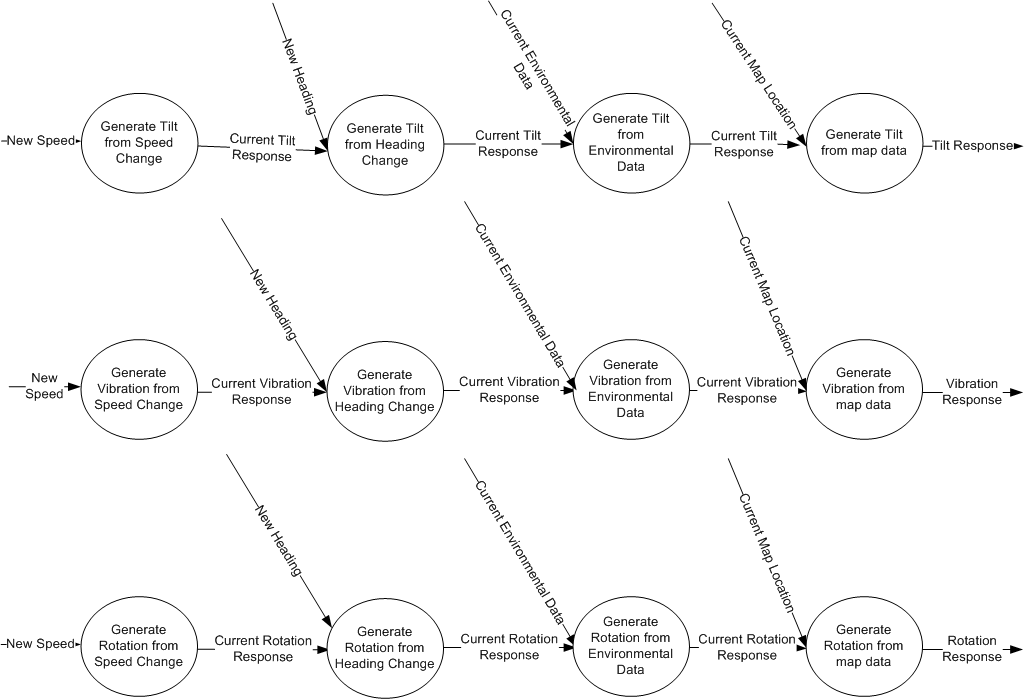 New Speed
Generate Tilt
from Speed
Change
Current Tilt
Response
New Heading
Generate Tilt
from Heading
Change
Current Tilt
Response
Current Environmental
Data
Generate Tilt
from
Environmental
Data
Current Tilt
Response
Current Map Location
Generate Tilt
from map data
Tilt Response
New
Speed
Generate
Vibration from
Speed Change
Current Vibration
Response
New Heading
Generate
Vibration from
Heading Change
Current Vibration
Response
Current Environmental Data
Generate
Vibration from
Environmental
Data
Current Vibration
Response
Current Map Location
Generate
Vibration from
map data
Vibration
Response
New Speed
Generate
Rotation from
Speed Change
Current Rotation
Response
New Heading
Generate
Rotation from
Heading Change
Current Rotation
Response
Current Environmental Data
Generate
Rotation from
Environmental
Data
Current Rotation
Response
Current Map Location
Generate
Rotation from
map data
Rotation
Response